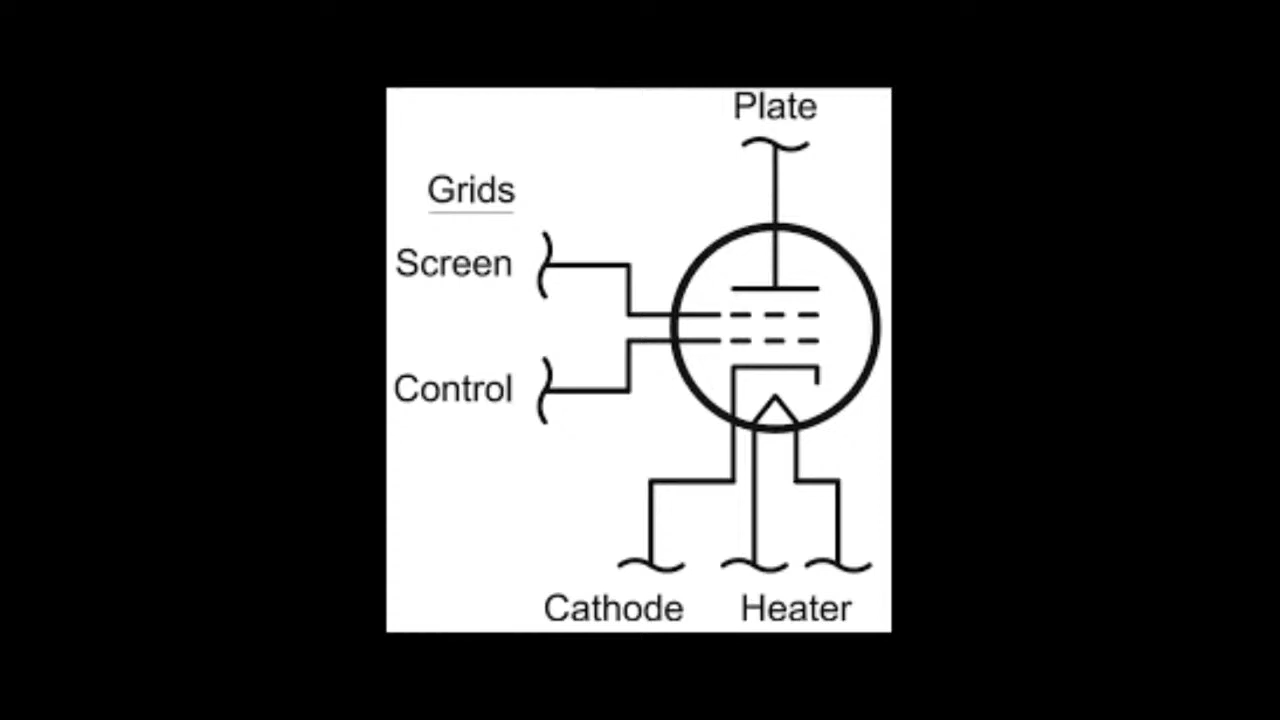 Plate
Grids
Screen
Control
Cathode
Heater